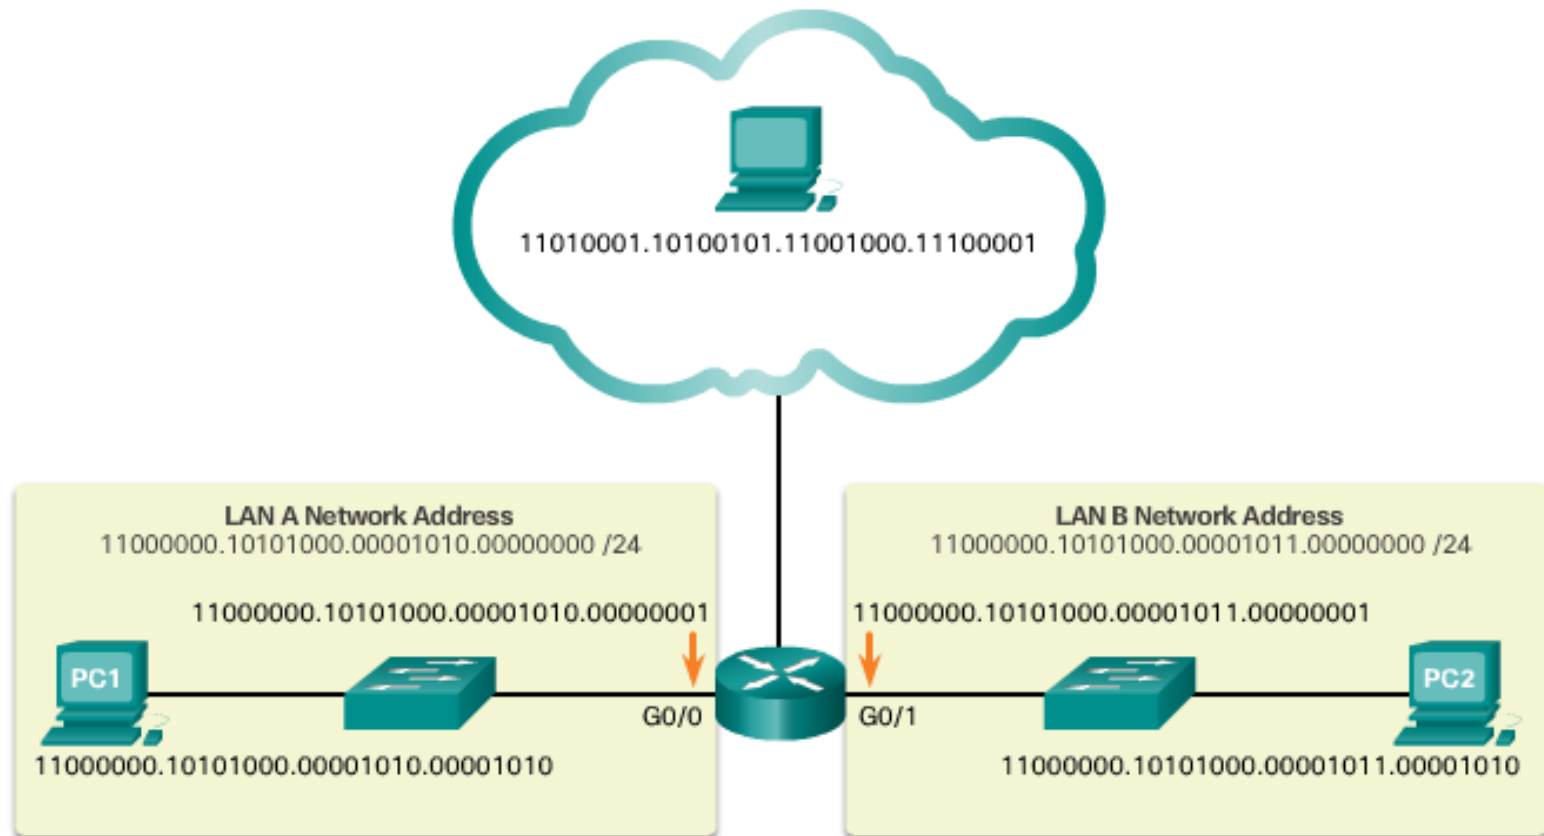 11010001.10100101.11001000.11100001
LAN A Network Address
11000000.10101000.00001010.00000000 /24
11000000.10101000.00001010.00000001
PC1
G0/0
11000000.10101000.00001010.00001010
LAN B Network Address
11000000.10101000.00001011.00000000 /24
11000000.10101000.00001011.00000001
G0/1
PC2
11000000.10101000.00001011.00001010